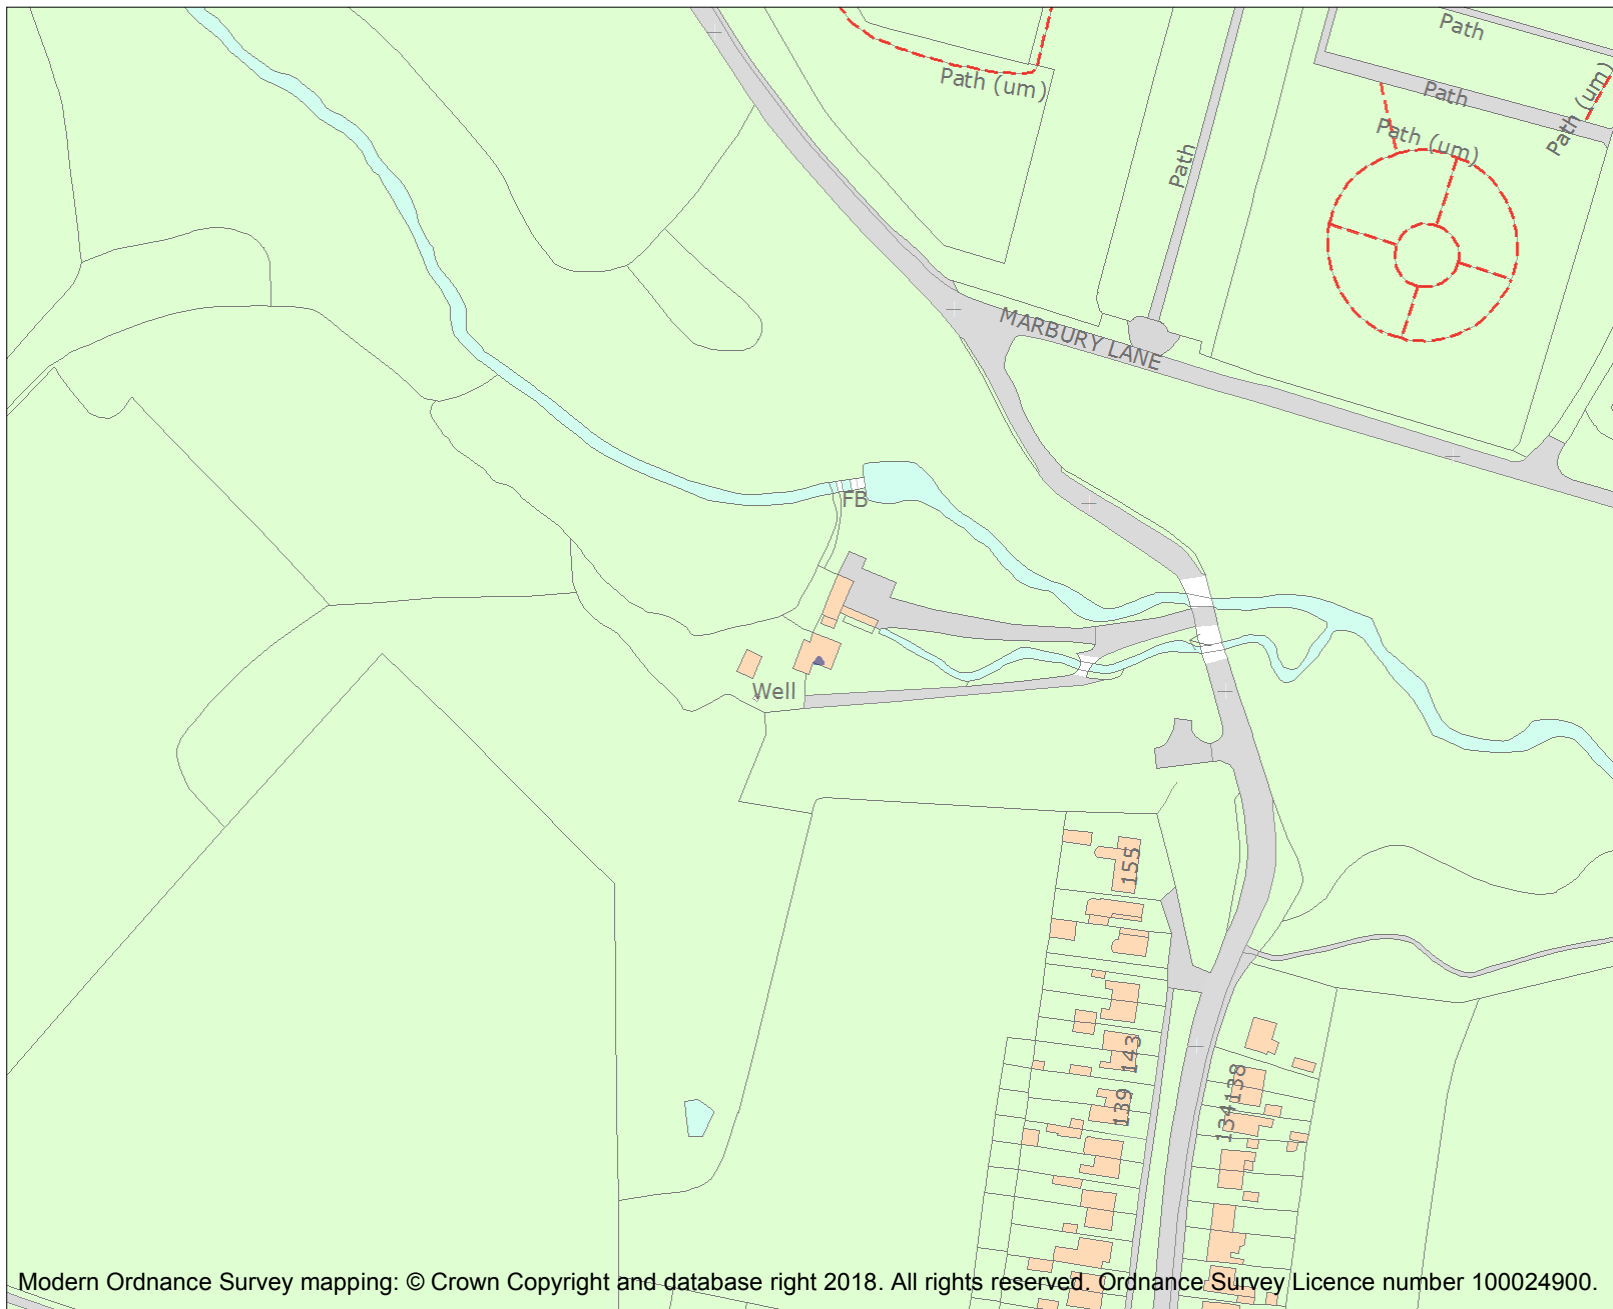 Path
Path (um)
Path
Path (um)
Path (um)
Path
MARBURY LANE
FB
Well
155
143
139
138
134
Modern Ordnance Survey mapping: © Crown Copyright and database right 2018. All rights reserved. Ordnance Survey Licence number 100024900.